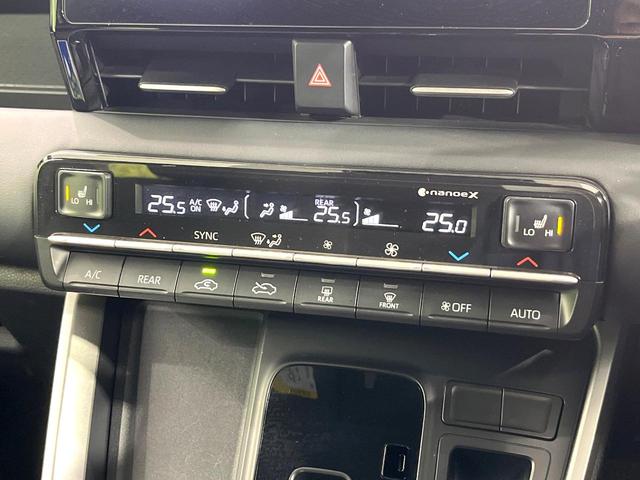 nanoeX
LO HI
25.5 A/C ON REAR 25.5 25.0
LO HI
SYNC
A/C REAR REAR FRONT OFF AUTO